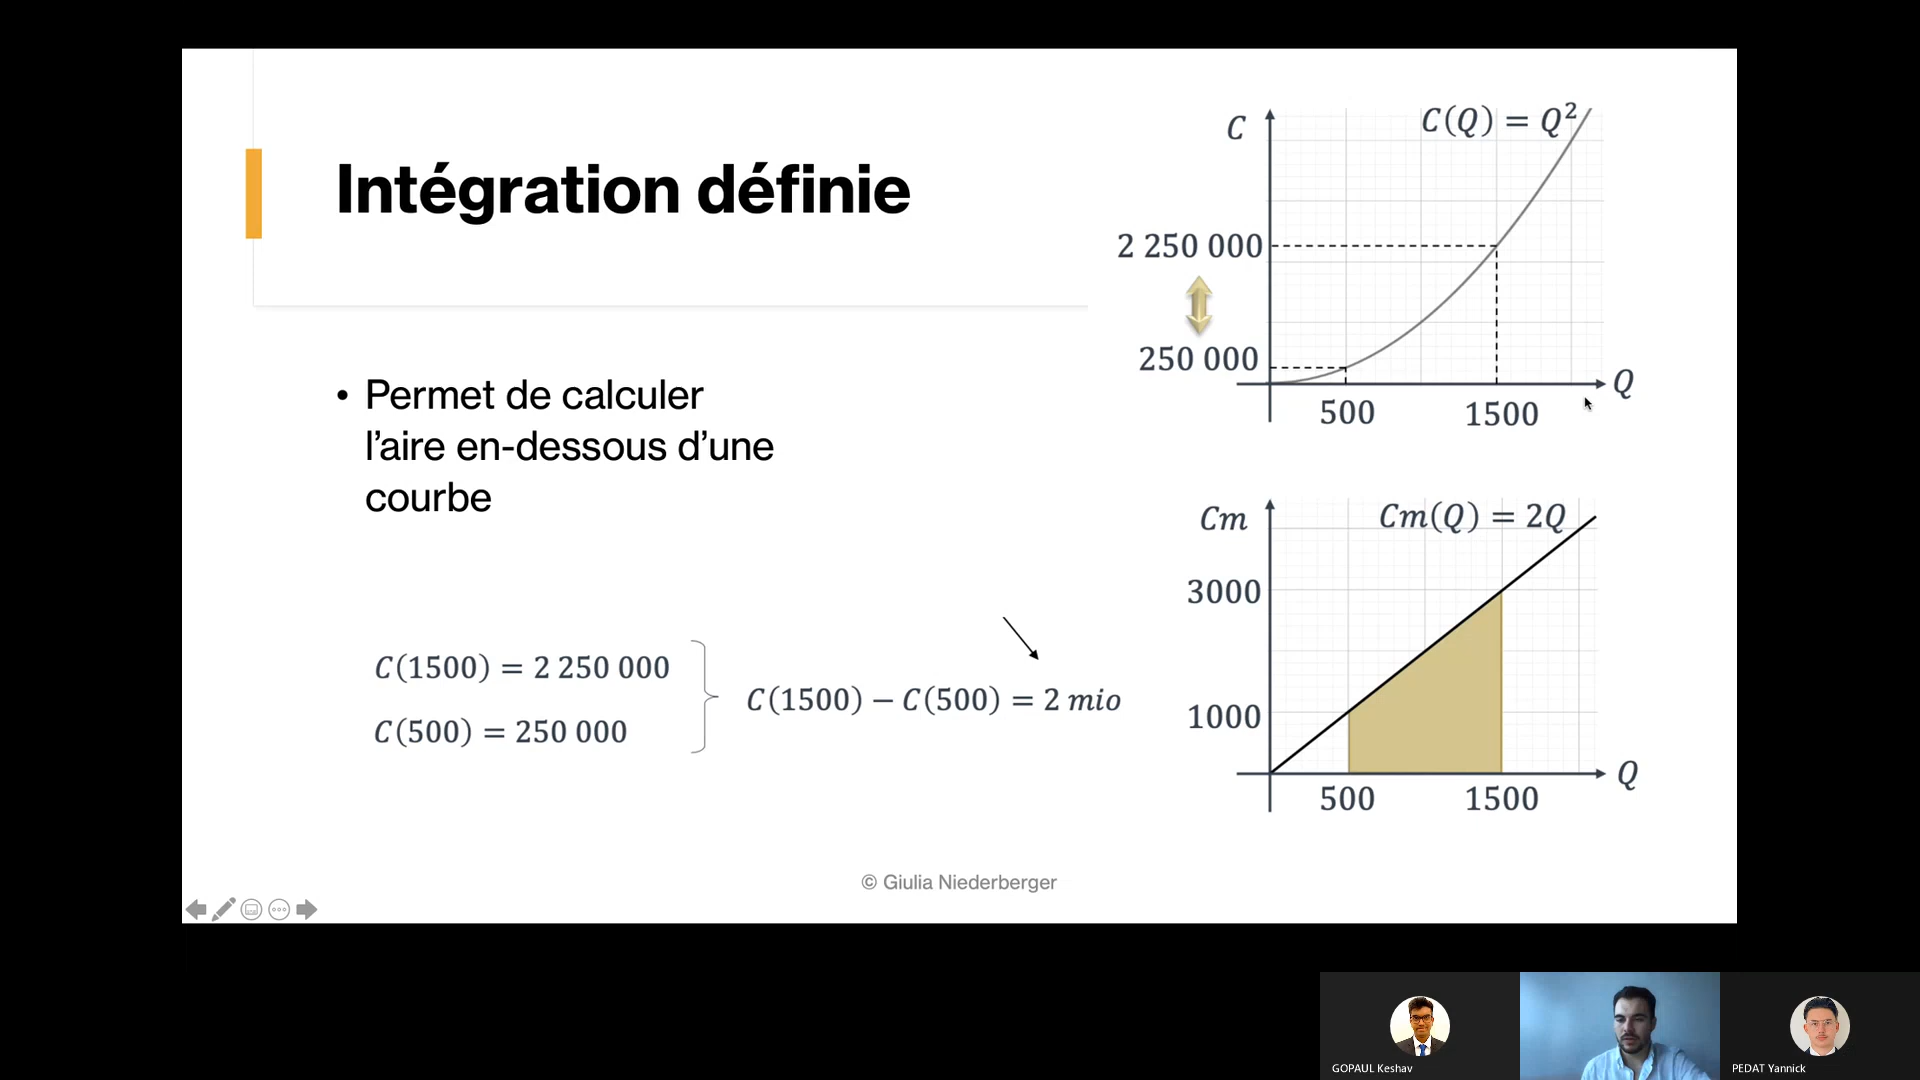 Intégration définie
• Permet de calculer
l’aire en-dessous d’une
courbe
C(1500) = 2 250 000
C(500) = 250 000
C(1500) − C(500) = 2 mio
C
C(Q) = Q²
2 250 000
250 000
Q
500 1500
Cm
Cm(Q) = 2Q
3000
1000
Q
500 1500
© Giulia Niederberger
GOPAUL Keshav
PEDAT Yannick